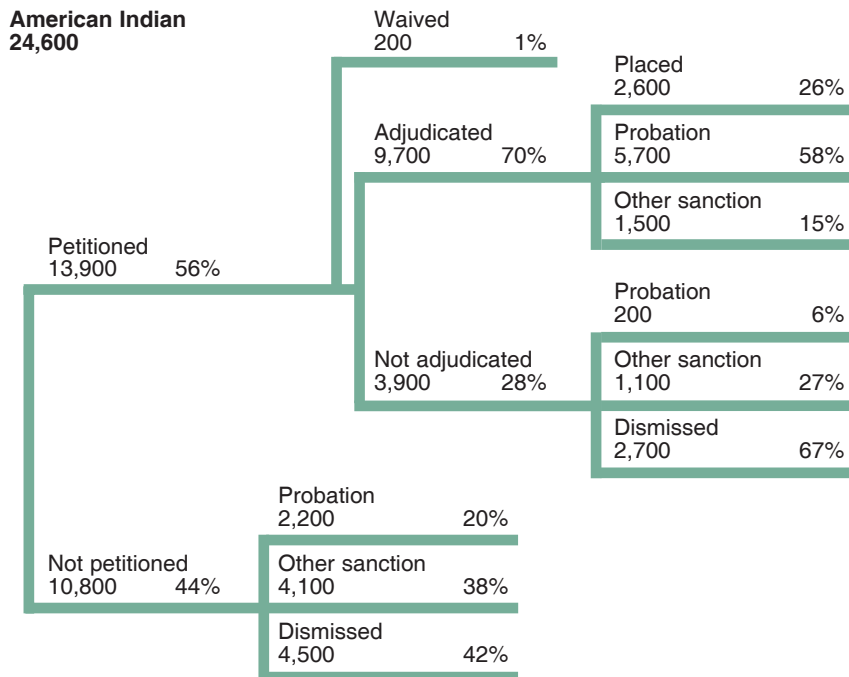 American Indian
24,600
Waived
200 1%
Placed
2,600 26%
Adjudicated
9,700 70%
Probation
5,700 58%
Other sanction
1,500 15%
Petitioned
13,900 56%
Probation
200 6%
Not adjudicated
3,900 28%
Other sanction
1,100 27%
Dismissed
2,700 67%
Probation
2,200 20%
Not petitioned
10,800 44%
Other sanction
4,100 38%
Dismissed
4,500 42%